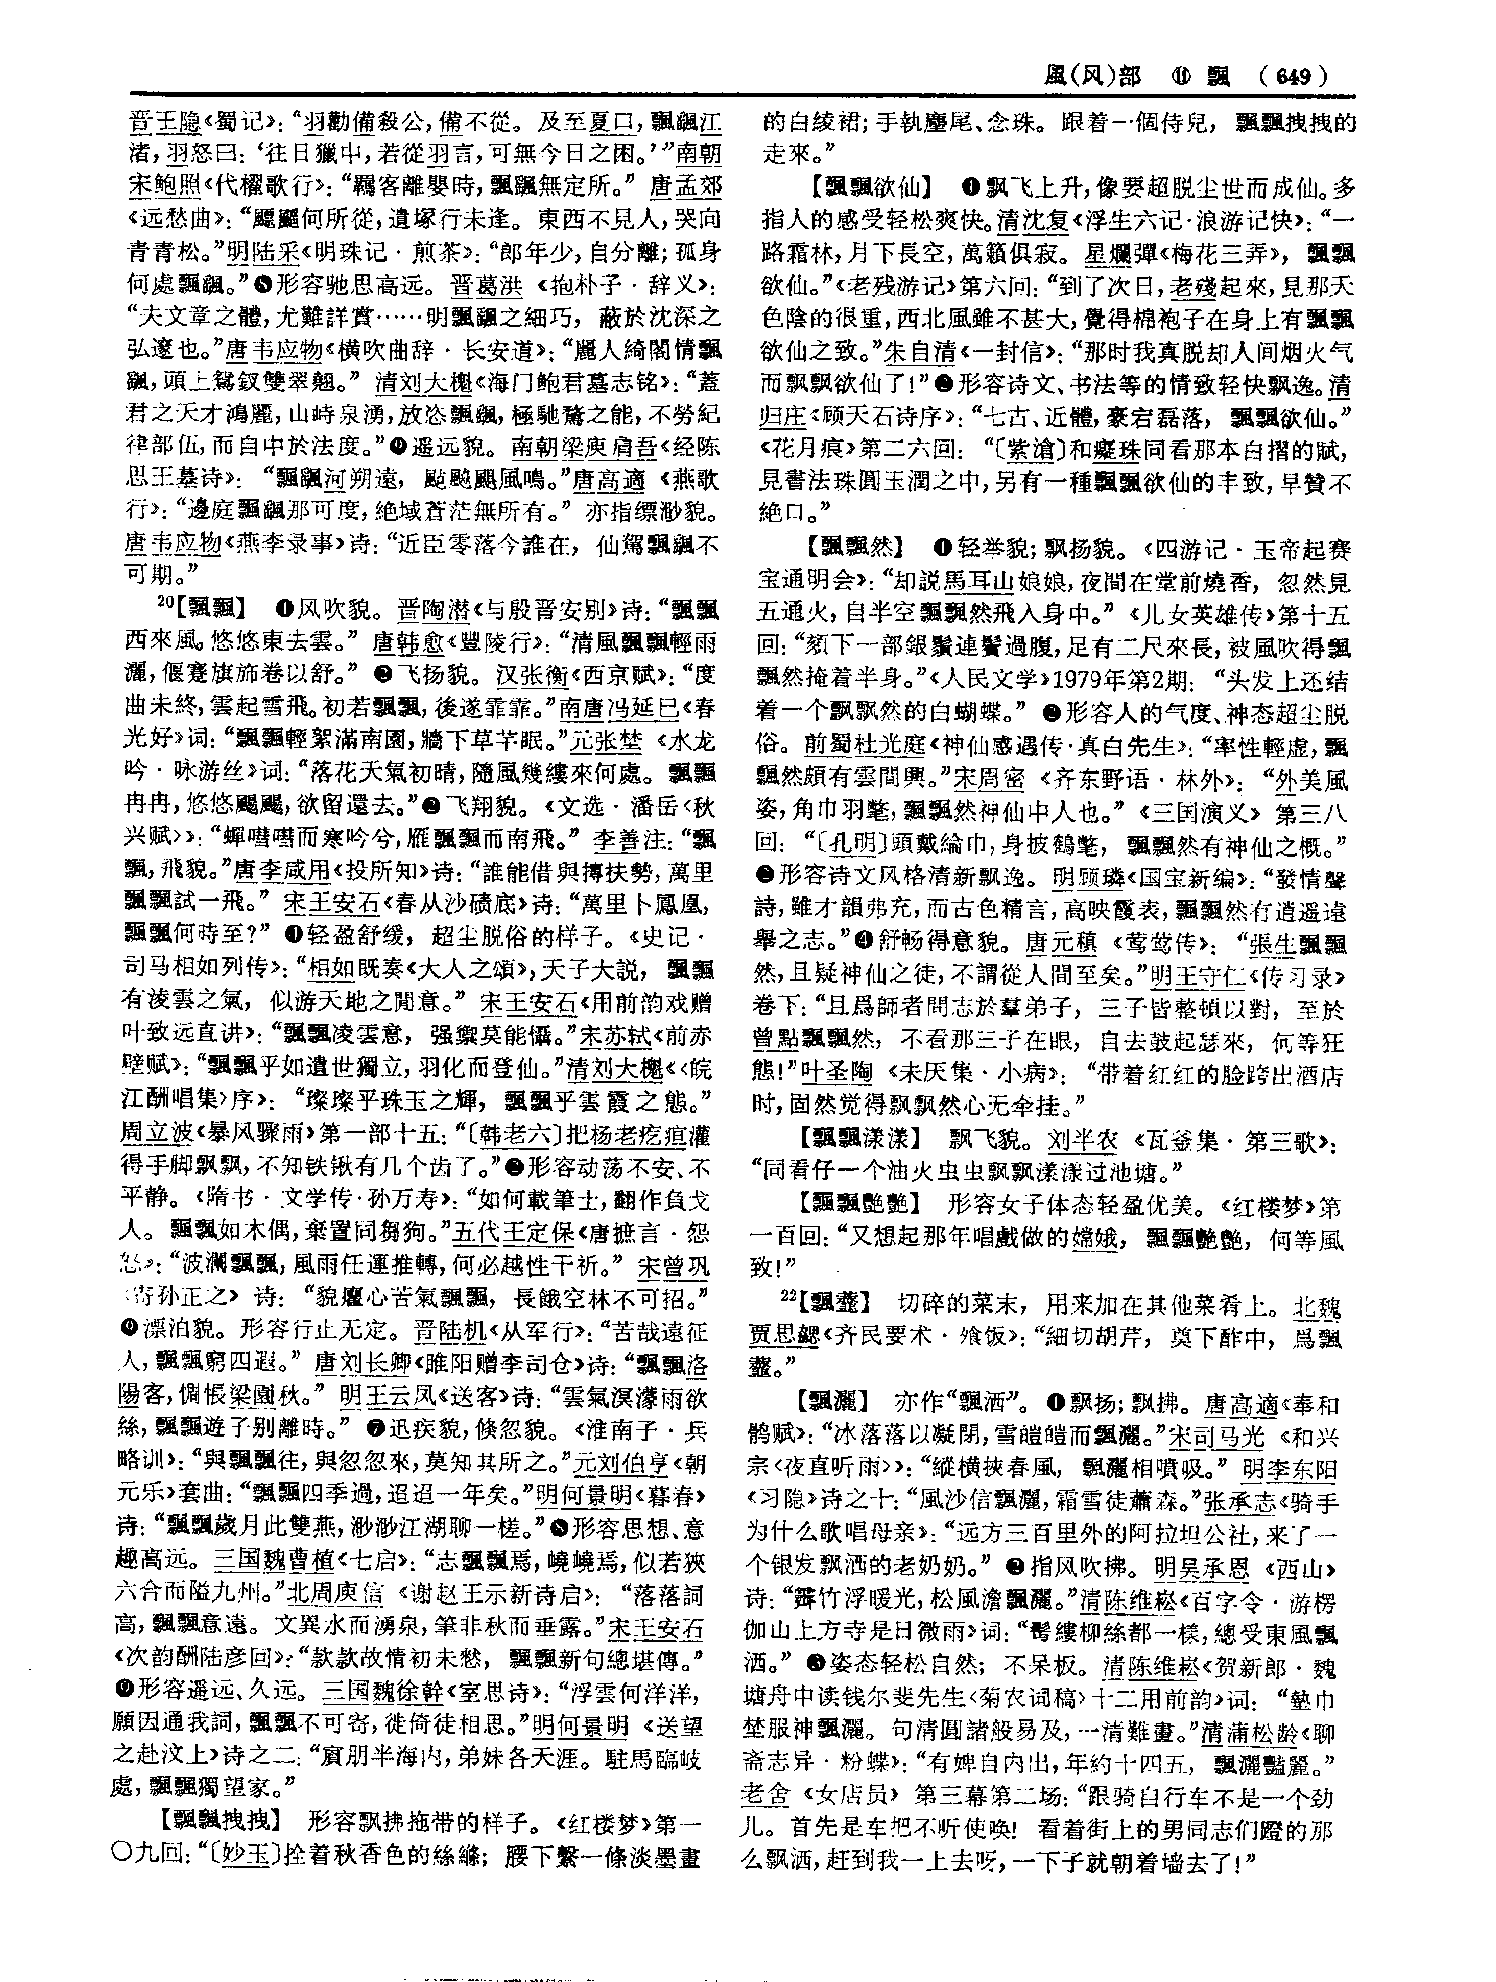 風(风)部　⑪　飄　(649)
晋王隐《蜀记》：“羽勸備殺公，備不從。及至夏口，飄飖江
渚，羽怒曰：‘往日獵中，若從羽言，可無今日之困。’”南朝
宋鲍照《代櫂歌行》：“羈客離嬰時，飄飖無定所。”唐孟郊
《远愁曲》：“飄飖何所從，遺塚行未逢。東西不見人，哭向
青青松。”明陆采《明珠记·煎茶》：“郎年少，自分離；孤身
何處飄飖。”❽形容驰思高远。晋葛洪《抱朴子·辞义》：
“夫文章之體，尤難詳賞……明飄飖之細巧，蔽於沈深之
弘邃也。”唐韦应物《横吹曲辞·长安道》：“麗人綺閣情飄
飖，頭上鴛釵雙翠翹。”清刘大櫆《海门鲍君墓志铭》：“蓋
君之天才鴻麗，山峙泉湧，放恣飄飖，極馳騖之能，不勞紀
律部伍，而自中於法度。”❾遥远貌。南朝梁庾肩吾《经陈
思王墓诗》：“飄飖河朔遠，颭颭颶風鳴。”唐高適《燕歌
行》：“邊庭飄飖那可度，絶域蒼茫無所有。”亦指缥渺貌。
唐韦应物《燕李录事》诗：“近臣零落今誰在，仙駕飄飖不
可期。”
20【飄飄】　❶风吹貌。晋陶潜《与殷晋安别》诗：“飄飄
西來風，悠悠東去雲。”唐韩愈《豐陵行》：“清風飄飄輕雨
灑，偃蹇旗旆卷以舒。”❷飞扬貌。汉张衡《西京赋》：“度
曲未終，雲起雪飛。初若飄飄，後遂霏霏。”南唐冯延巳《春
光好》词：“飄飄輕絮滿南園，牆下草芊眠。”元张埜《水龙
吟·咏游丝》词：“落花天氣初晴，隨風幾縷來何處。飄飄
冉冉，悠悠颺颺，欲留還去。”❸飞翔貌。《文选·潘岳〈秋
兴赋〉》：“蟬嘒嘒而寒吟兮，雁飄飄而南飛。”李善注：“飄
飄，飛貌。”唐李咸用《投所知》诗：“誰能借與摶扶勢，萬里
飄飄試一飛。”宋王安石《春从沙碛底》诗：“萬里卜鳳凰，
飄飄何時至？”❹轻盈舒缓，超尘脱俗的样子。《史记·
司马相如列传》：“相如既奏《大人之頌》，天子大説，飄飄
有淩雲之氣，似游天地之閒意。”宋王安石《用前韵戏赠
叶致远直讲》：“飄飄凌雲意，强禦莫能懾。”宋苏轼《前赤
壁赋》：“飄飄乎如遺世獨立，羽化而登仙。”清刘大櫆《〈皖
江酬唱集〉序》：“璨璨乎珠玉之輝，飄飄乎雲霞之態。”
周立波《暴风骤雨》第一部十五：“〔韩老六〕把杨老疙疸灌
得手脚飘飘，不知铁锹有几个齿了。”❺形容动荡不安、不
平静。《隋书·文学传·孙万寿》：“如何載筆士，翻作負戈
人。飄飄如木偶，棄置同芻狗。”五代王定保《唐摭言·怨
怒》：“波瀾飄飄，風雨任運推轉，何必越性干祈。”宋曾巩
《寄孙正之》诗：“貌癯心苦氣飄飄，長餓空林不可招。”
❻漂泊貌。形容行止无定。晋陆机《从军行》：“苦哉遠征
人，飄飄窮四遐。”唐刘长卿《睢阳赠李司仓》诗：“飄飄洛
陽客，惆悵梁園秋。”明王云凤《送客》诗：“雲氣溟濛雨欲
絲，飄飄遊子别離時。”❼迅疾貌，倏忽貌。《淮南子·兵
略训》：“與飄飄往，與忽忽來，莫知其所之。”元刘伯亨《朝
元乐》套曲：“飄飄四季過，迢迢一年矣。”明何景明《暮春》
诗：“飄飄歲月此雙燕，渺渺江湖聊一槎。”❽形容思想、意
趣高远。三国魏曹植《七启》：“志飄飄焉，嶢嶢焉，似若狹
六合而隘九州。”北周庾信《谢赵王示新诗启》：“落落詞
高，飄飄意遠。文異水而湧泉，筆非秋而垂露。”宋王安石
《次韵酬陆彦回》：“款款故情初未愁，飄飄新句總堪傳。”
❾形容遥远、久远。三国魏徐幹《室思诗》：“浮雲何洋洋，
願因通我詞，飄飄不可寄，徙倚徒相思。”明何景明《送望
之赴汶上》诗之二：“賓朋半海内，弟妹各天涯。駐馬臨岐
處，飄飄獨望家。”
【飄飄拽拽】　形容飘拂拖带的样子。《红楼梦》第一
〇九回：“〔妙玉〕拴着秋香色的絲縧；腰下繫一條淡墨畫
的白綾裙；手執麈尾、念珠。跟着一個侍兒，飄飄拽拽的
走來。”
【飄飄欲仙】　❶飘飞上升，像要超脱尘世而成仙。多
指人的感受轻松爽快。清沈复《浮生六记·浪游记快》：“一
路霜林，月下長空，萬籟俱寂。星爛彈《梅花三弄》，飄飄
欲仙。”《老残游记》第六回：“到了次日，老殘起來，見那天
色陰的很重，西北風雖不甚大，覺得棉袍子在身上有飄飄
欲仙之致。”朱自清《一封信》：“那时我真脱却人间烟火气
而飘飘欲仙了！”❷形容诗文、书法等的情致轻快飘逸。清
归庄《顾天石诗序》：“七古、近體，豪宕磊落，飄飄欲仙。”
《花月痕》第二六回：“〔紫滄〕和癡珠同看那本白摺的賦，
見書法珠圓玉潤之中，另有一種飄飄欲仙的丰致，早贊不
絶口。”
【飄飄然】　❶轻举貌；飘扬貌。《四游记·玉帝起赛
宝通明会》：“却説馬耳山娘娘，夜間在堂前燒香，忽然見
五通火，自半空飄飄然飛入身中。”《儿女英雄传》第十五
回：“頦下一部銀鬚連鬢過腹，足有二尺來長，被風吹得飄
飄然掩着半身。”《人民文学》1979年第2期：“头发上还结
着一个飘飘然的白蝴蝶。”❷形容人的气度、神态超尘脱
俗。前蜀杜光庭《神仙感遇传·真白先生》：“率性輕虛，飄
飄然頗有雲間興。”宋周密《齐东野语·林外》：“外美風
姿，角巾羽氅，飄飄然神仙中人也。”《三国演义》第三八
回：“〔孔明〕頭戴綸巾，身披鶴氅，飄飄然有神仙之概。”
❸形容诗文风格清新飘逸。明顾璘《国宝新编》：“發情聲
詩，雖才韻弗充，而古色精言，高映霞表，飄飄然有逍遥遠
舉之志。”❹舒畅得意貌。唐元稹《莺莺传》：“張生飄飄
然，且疑神仙之徒，不謂從人間至矣。”明王守仁《传习录》
卷下：“且爲師者問志於羣弟子，三子皆整頓以對，至於
曾點飄飄然，不看那三子在眼，自去鼓起瑟來，何等狂
態！”叶圣陶《未厌集·小病》：“带着红红的脸跨出酒店
时，固然觉得飘飘然心无牵挂。”
【飄飄漾漾】　飘飞貌。刘半农《瓦釜集·第三歌》：
“同看仔一个油火虫虫飘飘漾漾过池塘。”
【飄飄艷艷】　形容女子体态轻盈优美。《红楼梦》第
一百回：“又想起那年唱戲做的嫦娥，飄飄艷艷，何等風
致！”
22【飄虀】　切碎的菜末，用来加在其他菜肴上。北魏
贾思勰《齐民要术·飧饭》：“細切胡芹，奠下酢中，爲飄
虀。”
【飄灑】　亦作“飄洒”。❶飘扬；飘拂。唐高適《奉和
鹘赋》：“冰落落以凝閉，雪皚皚而飄灑。”宋司马光《和兴
宗〈夜直听雨〉》：“縱横挾春風，飄灑相噴吸。”明李东阳
《习隐》诗之十：“風沙信飄灑，霜雪徒蕭森。”张承志《骑手
为什么歌唱母亲》：“远方三百里外的阿拉坦公社，来了一
个银发飘洒的老奶奶。”❷指风吹拂。明吴承恩《西山》
诗：“霽竹浮暖光，松風澹飄灑。”清陈维崧《百字令·游楞
伽山上方寺是日微雨》词：“髩縷柳絲都一樣，總受東風飄
洒。”❸姿态轻松自然；不呆板。清陈维崧《贺新郎·魏
塘舟中读钱尔斐先生〈菊农词稿〉十二用前韵》词：“墊巾
埜服神飄灑。句清圓諸般易及，一清難畫。”清蒲松龄《聊
斋志异·粉蝶》：“有婢自内出，年約十四五，飄灑豔麗。”
老舍《女店员》第三幕第二场：“跟骑自行车不是一个劲
儿。首先是车把不听使唤！看着街上的男同志们蹬的那
么飘洒，赶到我一上去呀，一下子就朝着墙去了！”